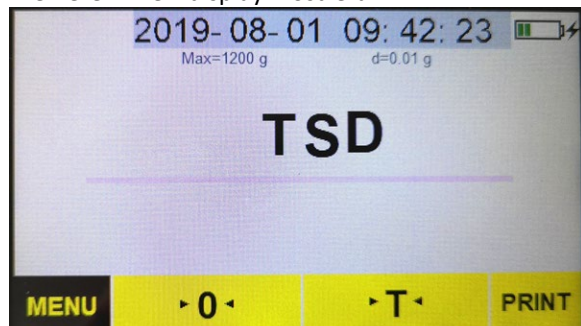 2019-08-01 09:42:23
Max=1200 g d=0.01 g
TSD
MENU ▸0◂ ▸T◂ PRINT